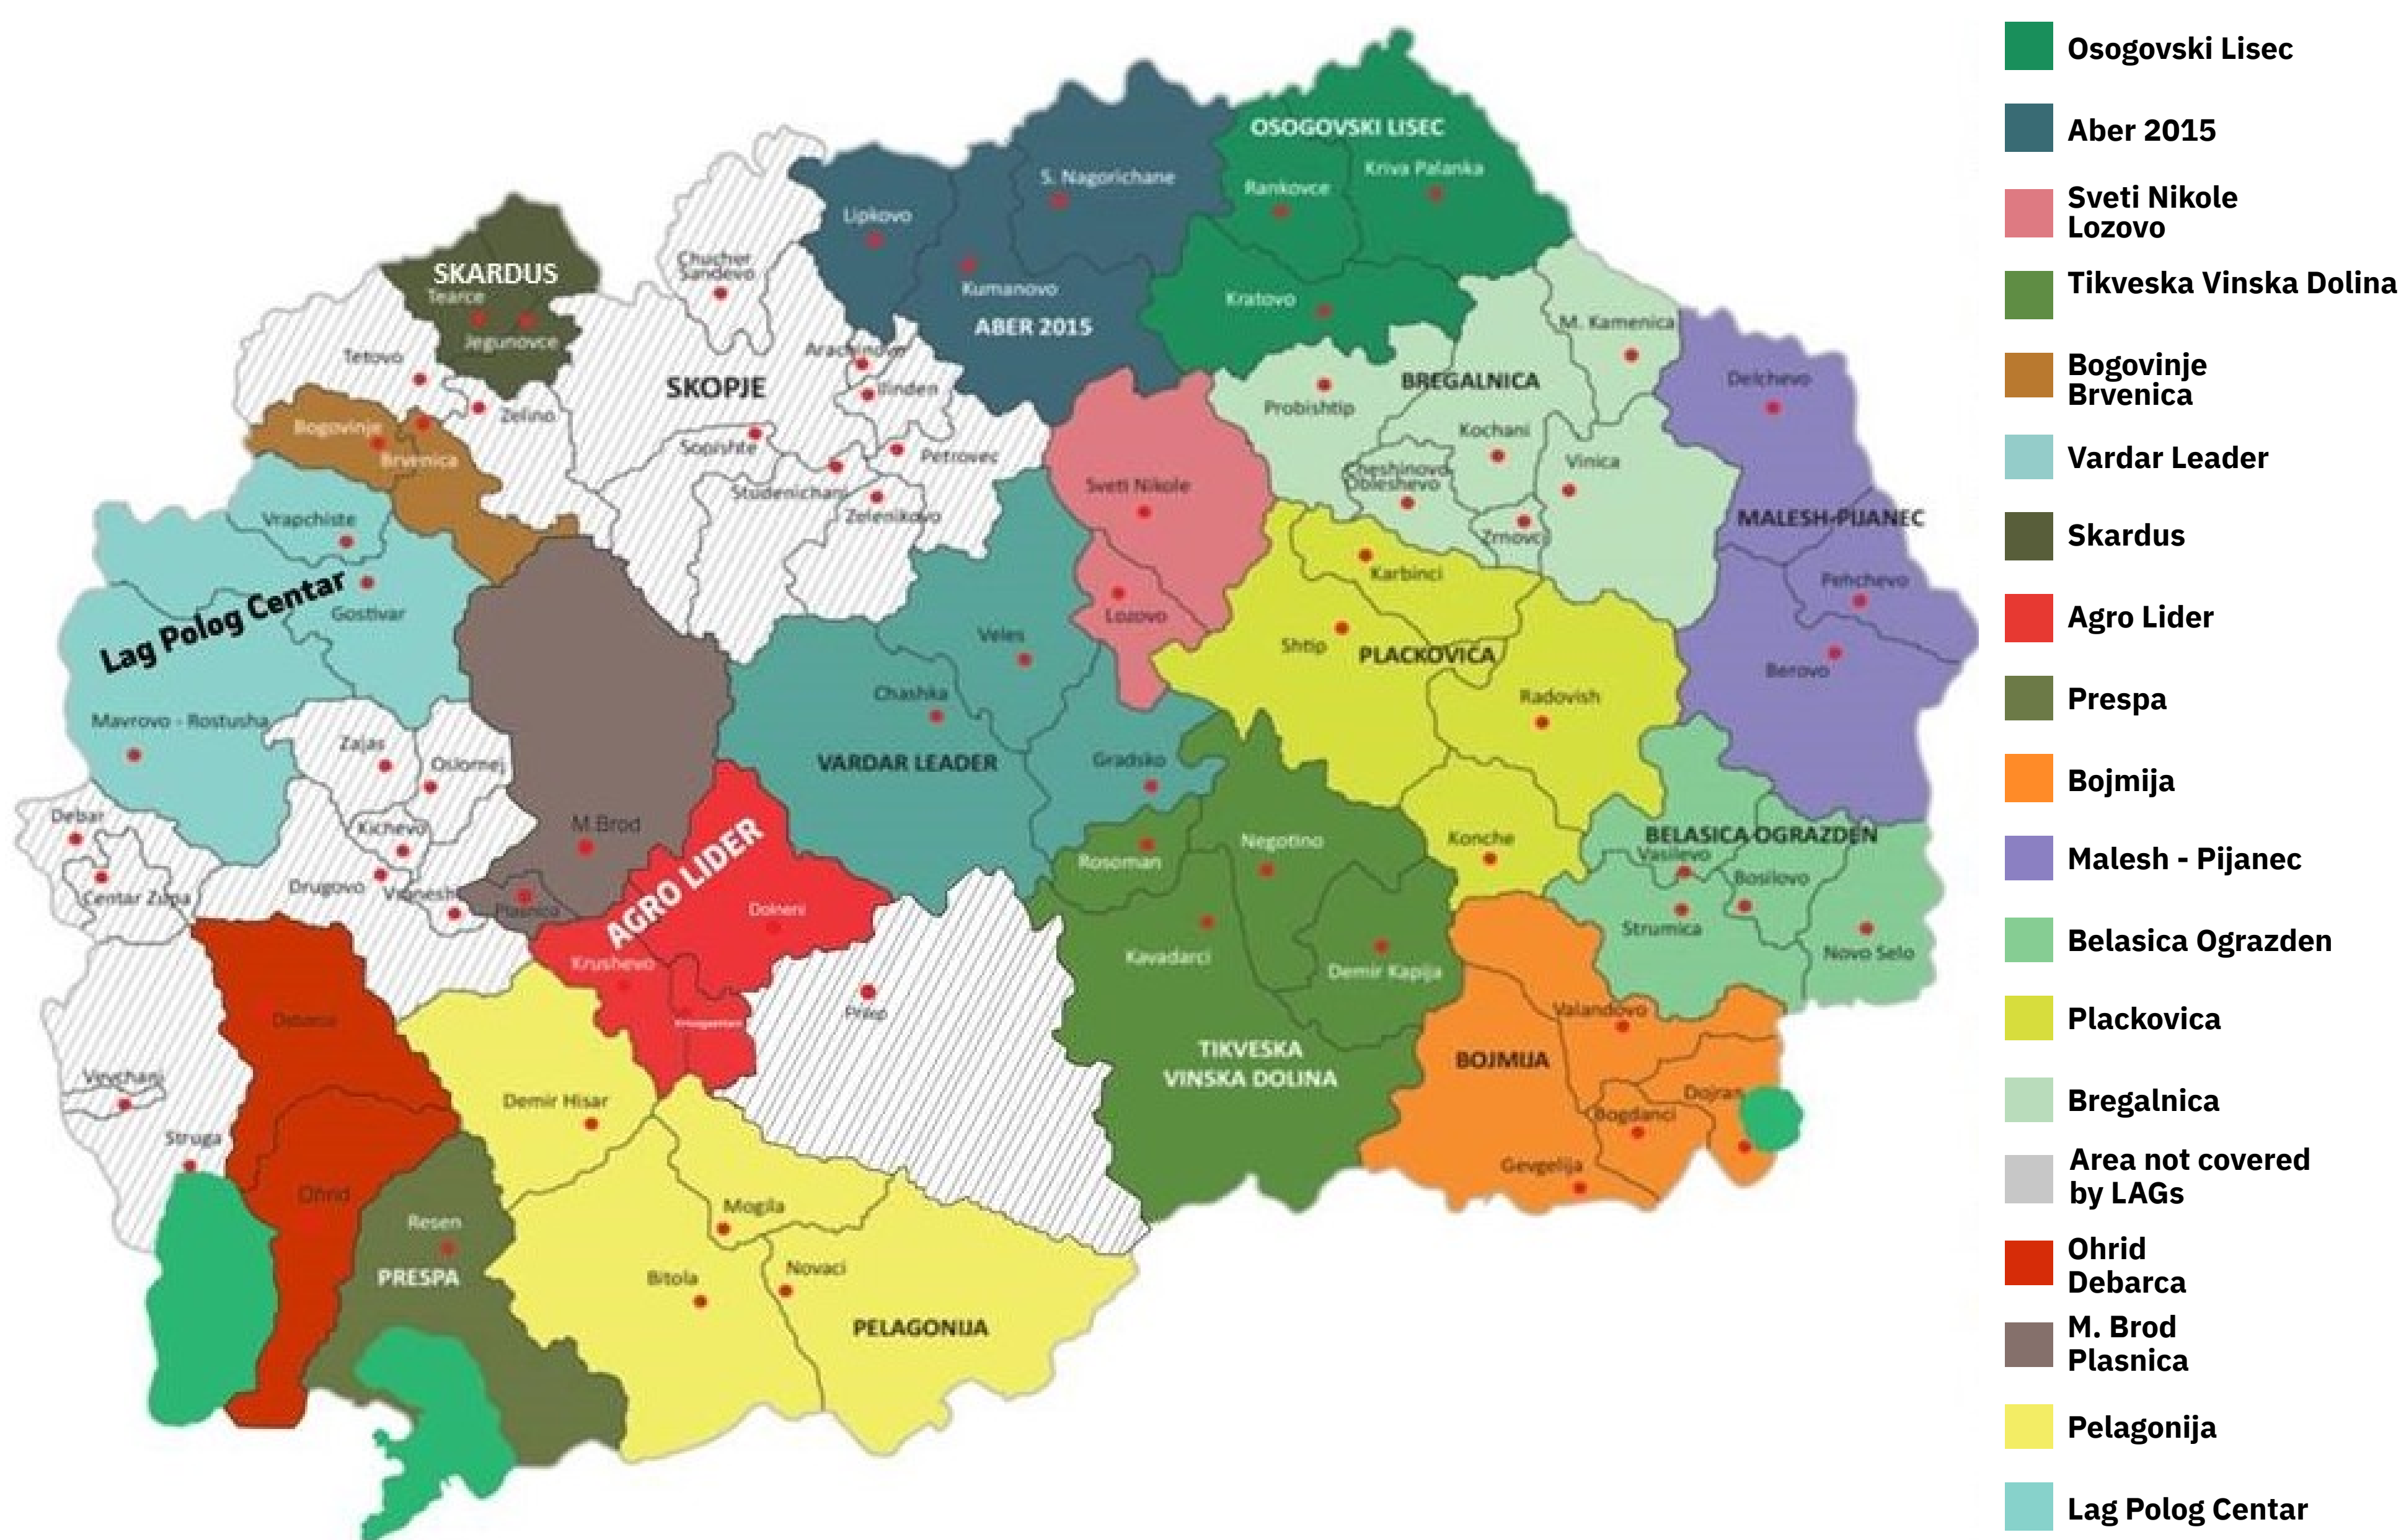 OSOGOVSKI LISEC
Kriva Palanka
Rankovce
S. Nagorichane
Lipkovo
Kratovo
Kumanovo
ABER 2015
Chucher
Sandevo
SKARDUS
Tearce
Jegunovce
Tetovo
Arachinovo
Ilinden
M. Kamenica
SKOPJE
BREGALNICA
Delchevo
Probishtip
Zelino
Bogovinje
Brvenica
Sopishte
Petrovec
Kochani
Vinica
Cheshinovo
Obleshevo
Sveti Nikole
Studenichani
Zelenikovo
Vrapchiste
Zrnovci
MALESH-PIJANEC
Karbinci
Pehchevo
Lag Polog Centar
Gostivar
Lozovo
Veles
Shtip
PLACKOVICA
Berovo
Chashka
Radovish
Mavrovo - Rostusha
Zajas
Oslomej
VARDAR LEADER
Gradsko
Debar
Kichevo
M.Brod
AGRO LIDER
Negotino
Konche
BELASICA OGRAZDEN
Vasilevo
Rosoman
Bosilovo
Drugovo
Vranesh
Centar Zupa
Plasnica
Dolneni
Strumica
Novo Selo
Kavadarci
Demir Kapija
Krushevo
Prilep
Debarca
Valandovo
TIKVESKA
VINSKA DOLINA
BOJMIJA
Vevchani
Demir Hisar
Dojran
Bogdanci
Struga
Gevgelija
Ohrid
Mogila
Resen
PRESPA
Bitola
Novaci
PELAGONIJA
Osogovski Lisec
Aber 2015
Sveti Nikole
Lozovo
Tikveska Vinska Dolina
Bogovinje
Brvenica
Vardar Leader
Skardus
Agro Lider
Prespa
Bojmija
Malesh - Pijanec
Belasica Ograzden
Plackovica
Bregalnica
Area not covered
by LAGs
Ohrid
Debarca
M. Brod
Plasnica
Pelagonija
Lag Polog Centar